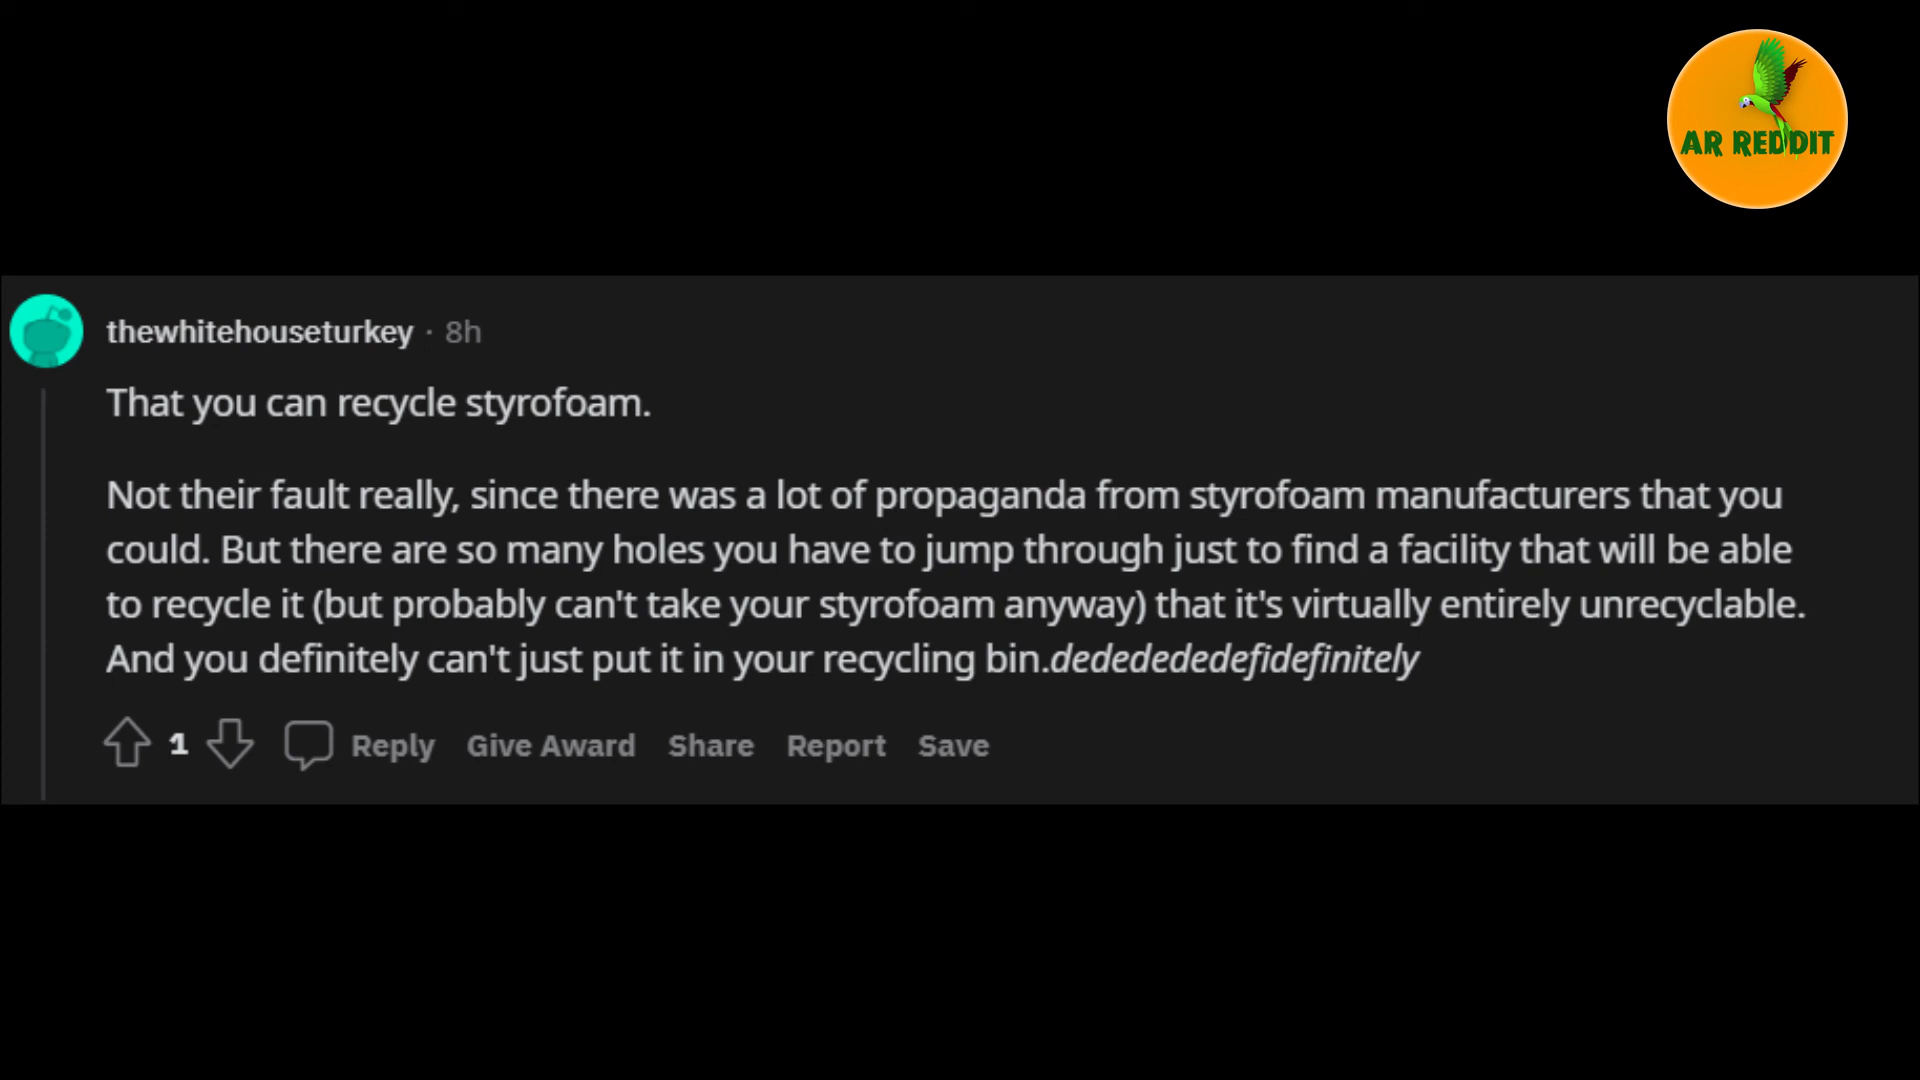 AR REDDIT
thewhitehouseturkey · 8h
That you can recycle styrofoam.
Not their fault really, since there was a lot of propaganda from styrofoam manufacturers that you
could. But there are so many holes you have to jump through just to find a facility that will be able
to recycle it (but probably can't take your styrofoam anyway) that it's virtually entirely unrecyclable.
And you definitely can't just put it in your recycling bin.dedededededefidefinitely
1 Reply Give Award Share Report Save